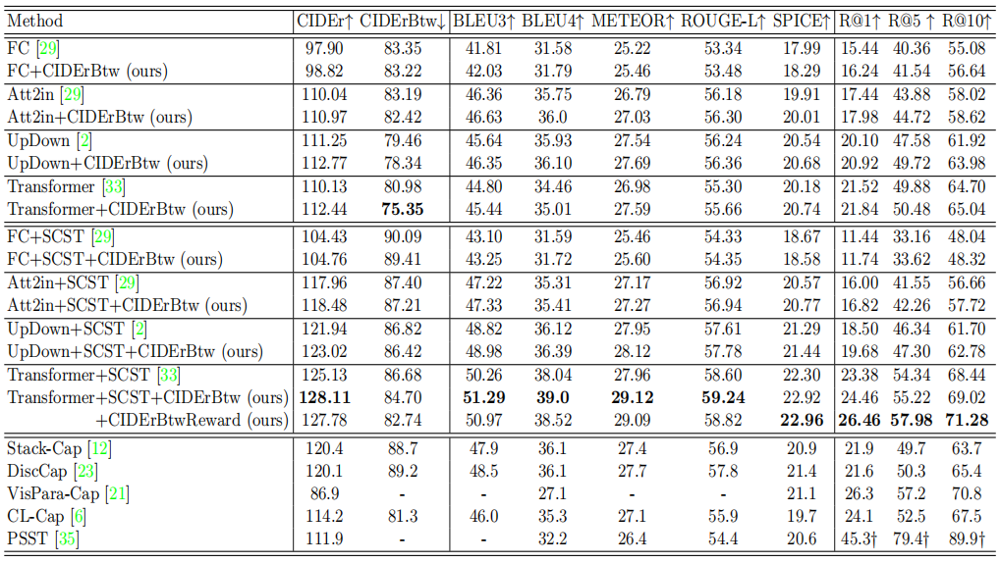 Method CIDEr↑ CIDErBtw↓ BLEU3↑ BLEU4↑ METEOR↑ ROUGE-L↑ SPICE↑ R@1↑ R@5 ↑ R@10↑
FC [29] 97.90 83.35 41.81 31.58 25.22 53.34 17.99 15.44 40.36 55.08
FC+CIDErBtw (ours) 98.82 83.22 42.03 31.79 25.46 53.48 18.29 16.24 41.54 56.64
Att2in [29] 110.04 83.19 46.36 35.75 26.79 56.18 19.91 17.44 43.88 58.02
Att2in+CIDErBtw (ours) 110.97 82.42 46.63 36.0 27.03 56.30 20.01 17.98 44.72 58.62
UpDown [2] 111.25 79.46 45.64 35.93 27.54 56.24 20.54 20.10 47.58 61.92
UpDown+CIDErBtw (ours) 112.77 78.34 46.35 36.10 27.69 56.36 20.68 20.92 49.72 63.98
Transformer [33] 110.13 80.98 44.80 34.46 26.98 55.30 20.18 21.52 49.88 64.70
Transformer+CIDErBtw (ours) 112.44 75.35 45.44 35.01 27.59 55.66 20.74 21.84 50.48 65.04
FC+SCST [29] 104.43 90.09 43.10 31.59 25.46 54.33 18.67 11.44 33.16 48.04
FC+SCST+CIDErBtw (ours) 104.76 89.41 43.25 31.72 25.60 54.35 18.58 11.74 33.62 48.32
Att2in+SCST [29] 117.96 87.40 47.22 35.31 27.17 56.92 20.57 16.00 41.55 56.66
Att2in+SCST+CIDErBtw (ours) 118.48 87.21 47.33 35.41 27.27 56.94 20.77 16.82 42.26 57.72
UpDown+SCST [2] 121.94 86.82 48.82 36.12 27.95 57.61 21.29 18.50 46.34 61.70
UpDown+SCST+CIDErBtw (ours) 123.02 86.42 48.98 36.39 28.12 57.78 21.44 19.68 47.30 62.78
Transformer+SCST [33] 125.13 86.68 50.26 38.04 27.96 58.60 22.30 23.38 54.34 68.44
Transformer+SCST+CIDErBtw (ours) 128.11 84.70 51.29 39.0 29.12 59.24 22.92 24.46 55.22 69.02
+CIDErBtwReward (ours) 127.78 82.74 50.97 38.52 29.09 58.82 22.96 26.46 57.98 71.28
Stack-Cap [12] 120.4 88.7 47.9 36.1 27.4 56.9 20.9 21.9 49.7 63.7
DiscCap [23] 120.1 89.2 48.5 36.1 27.7 57.8 21.4 21.6 50.3 65.4
VisPara-Cap [21] 86.9 - - 27.1 - - 21.1 26.3 57.2 70.8
CL-Cap [6] 114.2 81.3 46.0 35.3 27.1 55.9 19.7 24.1 52.5 67.5
PSST [35] 111.9 - - 32.2 26.4 54.4 20.6 45.3† 79.4† 89.9†